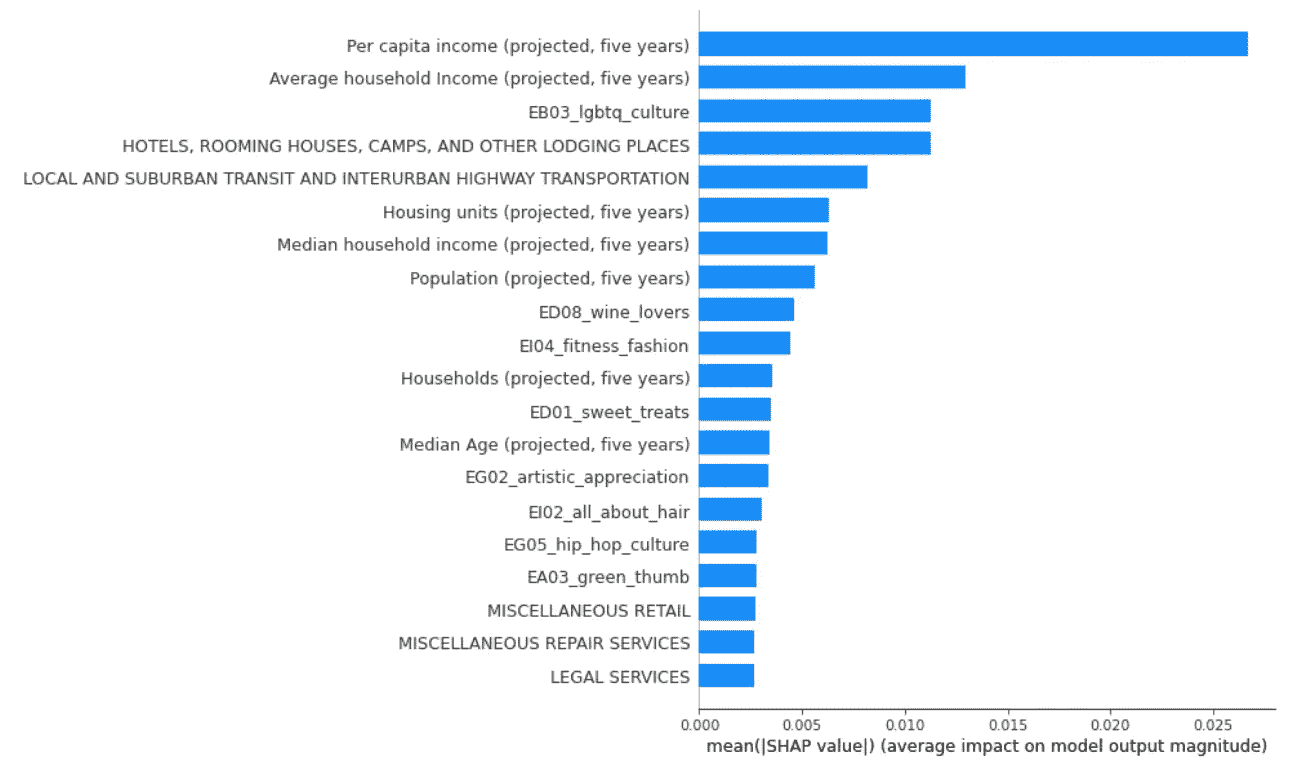 Per capita income (projected, five years)
Average household Income (projected, five years)
EB03_lgbtq_culture
HOTELS, ROOMING HOUSES, CAMPS, AND OTHER LODGING PLACES
LOCAL AND SUBURBAN TRANSIT AND INTERURBAN HIGHWAY TRANSPORTATION
Housing units (projected, five years)
Median household income (projected, five years)
Population (projected, five years)
ED08_wine_lovers
EI04_fitness_fashion
Households (projected, five years)
ED01_sweet_treats
Median Age (projected, five years)
EG02_artistic_appreciation
EI02_all_about_hair
EG05_hip_hop_culture
EA03_green_thumb
MISCELLANEOUS RETAIL
MISCELLANEOUS REPAIR SERVICES
LEGAL SERVICES
0.000 0.005 0.010 0.015 0.020 0.025
mean(|SHAP value|) (average impact on model output magnitude)